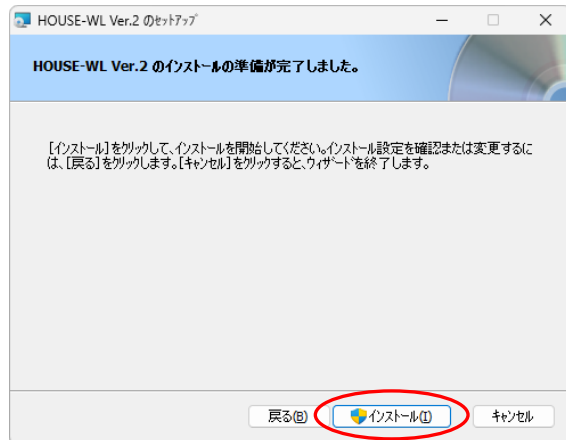 HOUSE-WL Ver.2 のｾｯﾄｱｯﾌﾟ
HOUSE-WL Ver.2 のインストールの準備が完了しました。
[インストール]をクリックして、インストールを開始してください。インストール設定を確認または変更するに
は、[戻る]をクリックします。[キャンセル]をクリックすると、ウィザードを終了します。
戻る(B)
インストール(I)
キャンセル